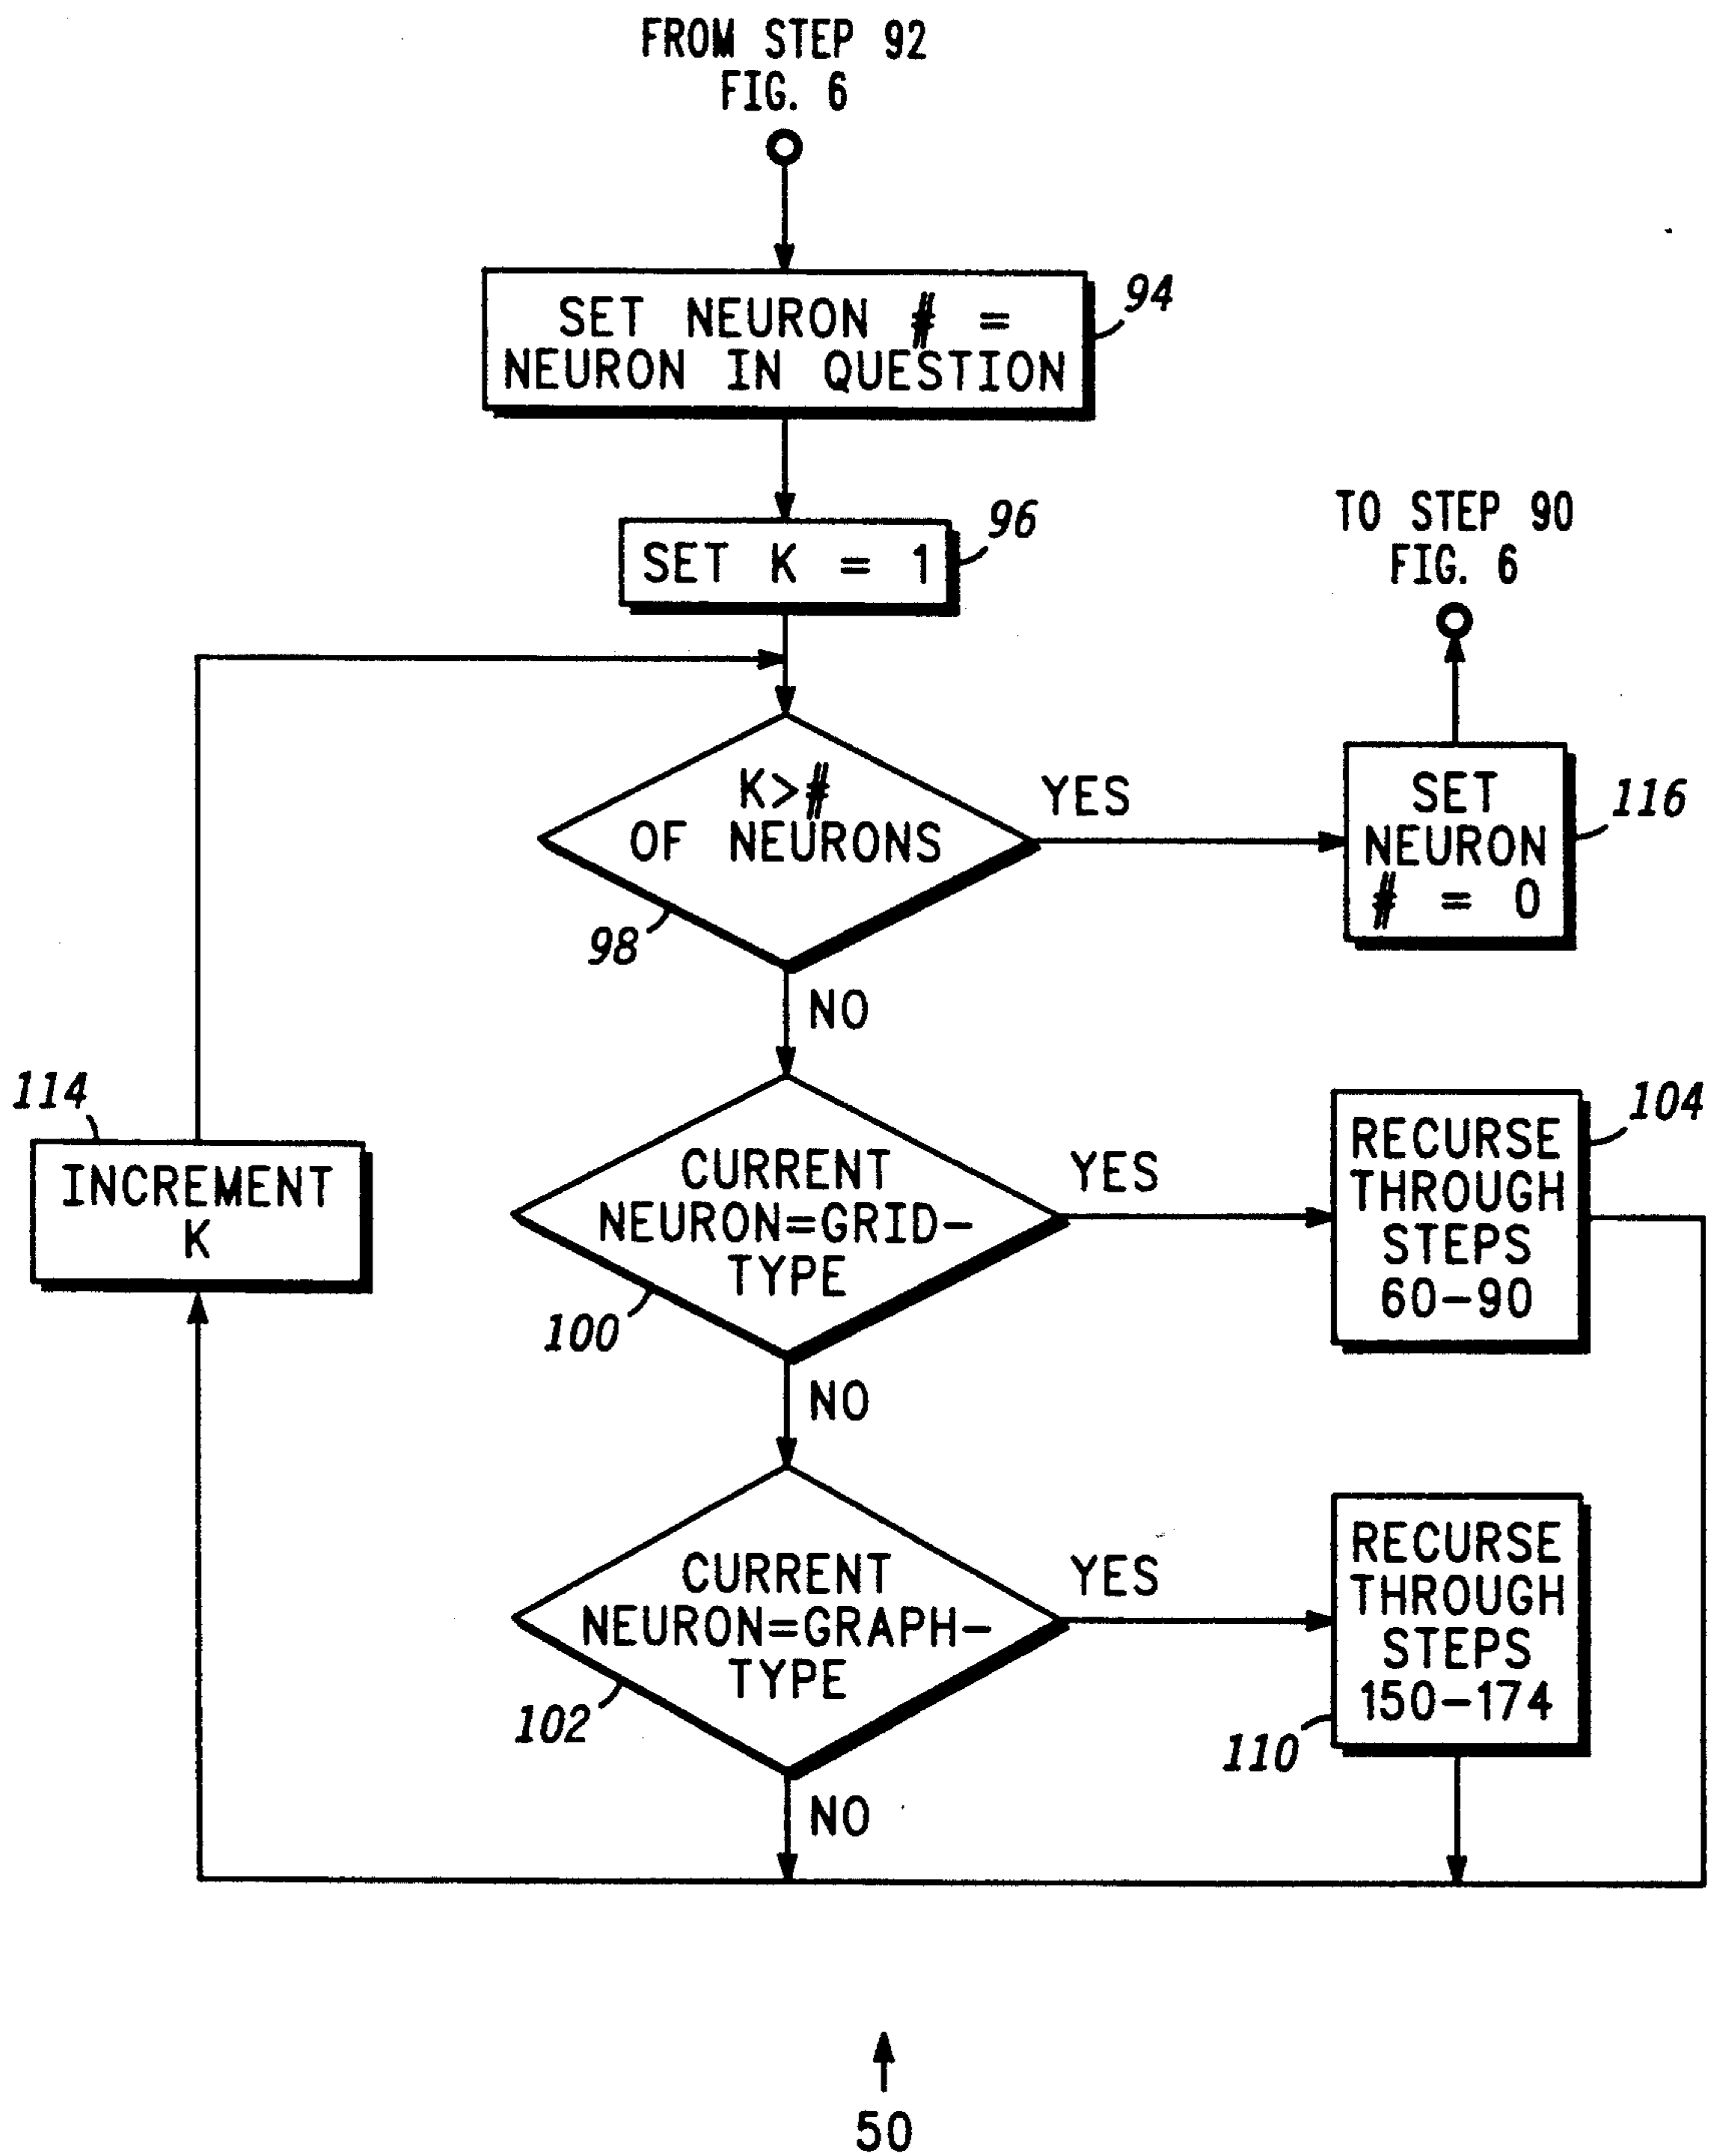 FROM STEP 92
FIG. 6
SET NEURON # =
NEURON IN QUESTION
94
SET K = 1
96
TO STEP 90
FIG. 6
K>#
OF NEURONS
98
YES
SET
NEURON
# = 0
116
NO
114
INCREMENT
K
CURRENT
NEURON=GRID-
TYPE
100
YES
RECURSE
THROUGH
STEPS
60-90
104
NO
CURRENT
NEURON=GRAPH-
TYPE
102
YES
RECURSE
THROUGH
STEPS
150-174
110
NO
50